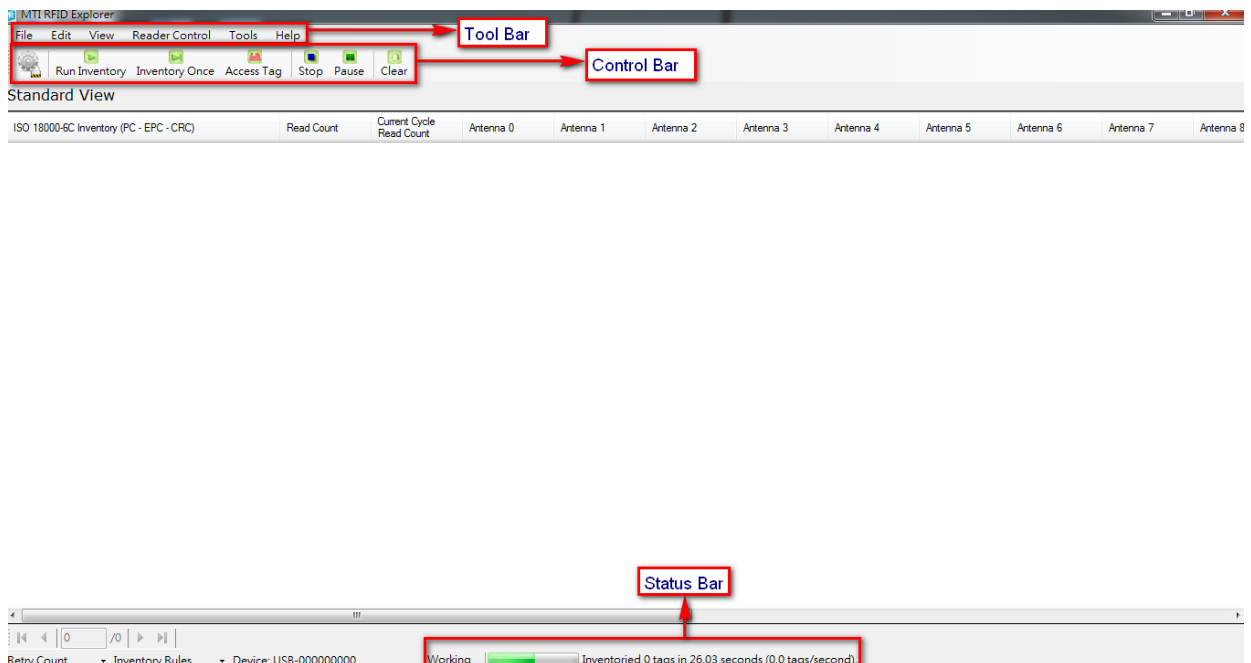 MTI RFID Explorer
File Edit View Reader Control Tools Help
Tool Bar
Run Inventory Inventory Once Access Tag Stop Pause Clear
Control Bar
Standard View
ISO 18000-6C Inventory (PC - EPC - CRC) Read Count Current Cycle Read Count Antenna 0 Antenna 1 Antenna 2 Antenna 3 Antenna 4 Antenna 5 Antenna 6 Antenna 7 Antenna 8
Status Bar
0 /0
Retry Count Inventory Rules Device: USB-000000000 Working Inventoried 0 tags in 26.03 seconds (0.0 tags/second)